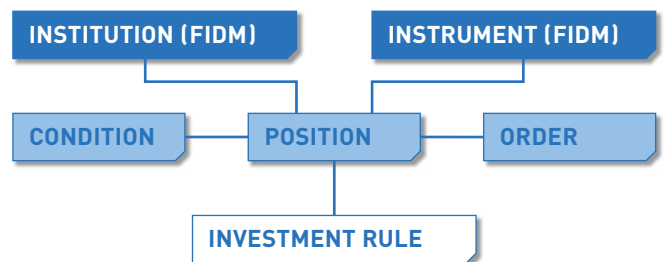 INSTITUTION (FIDM)
INSTRUMENT (FIDM)
CONDITION
POSITION
ORDER
INVESTMENT RULE